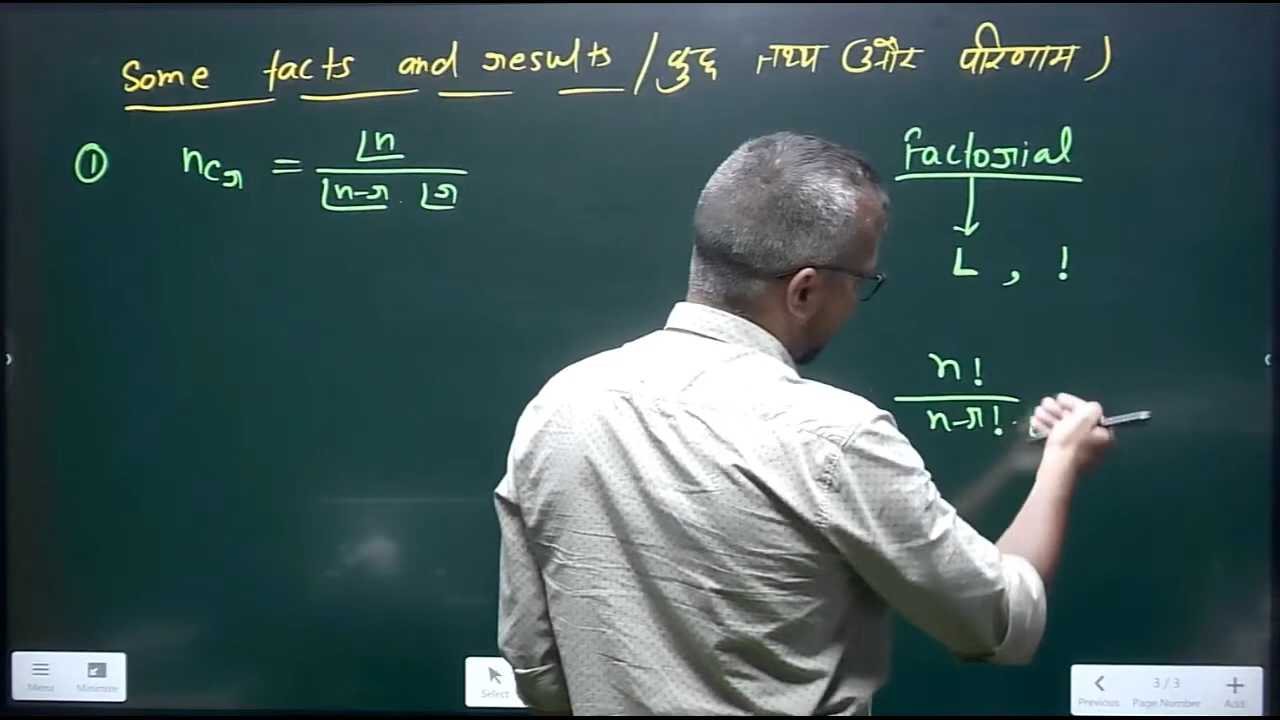 Some facts and results / कुछ तथ्य (और परिणाम)
① nCr = ⌊n / ⌊n-r . ⌊r
Factorial
L , !
n!
n-r! .
Select
Menu
Minimize
3 / 3
Previous
Page Number
Add